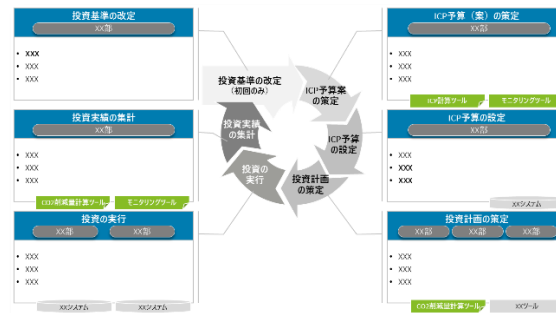 投資基準の改定
XX部
• XXX
• XXX
• XXX
投資実績の集計
XX部
• XXX
• XXX
• XXX
CO2削減量計算ツール
モニタリングツール
投資の実行
XX部
XX部
• XXX
• XXX
• XXX
XXシステム
XXシステム
投資基準の改定
(初回のみ)
ICP予算案
の策定
ICP予算
の設定
投資計画
の策定
投資の
実行
投資実績
の集計
ICP予算(案)の策定
XX部
• XXX
• XXX
• XXX
ICP計算ツール
モニタリングツール
ICP予算の設定
XX部
• XXX
• XXX
• XXX
XXシステム
投資計画の策定
XX部
XX部
XX部
• XXX
• XXX
• XXX
CO2削減量計算ツール
XXツール